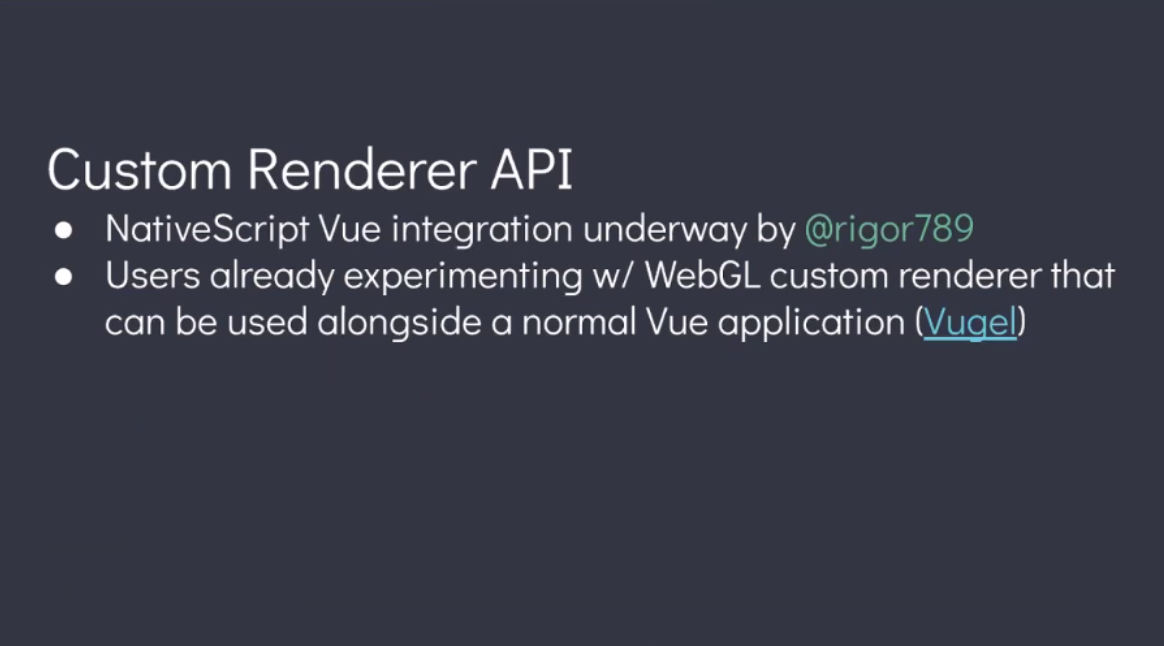 Custom Renderer API
● NativeScript Vue integration underway by @rigor789
● Users already experimenting w/ WebGL custom renderer that
can be used alongside a normal Vue application (Vugel)